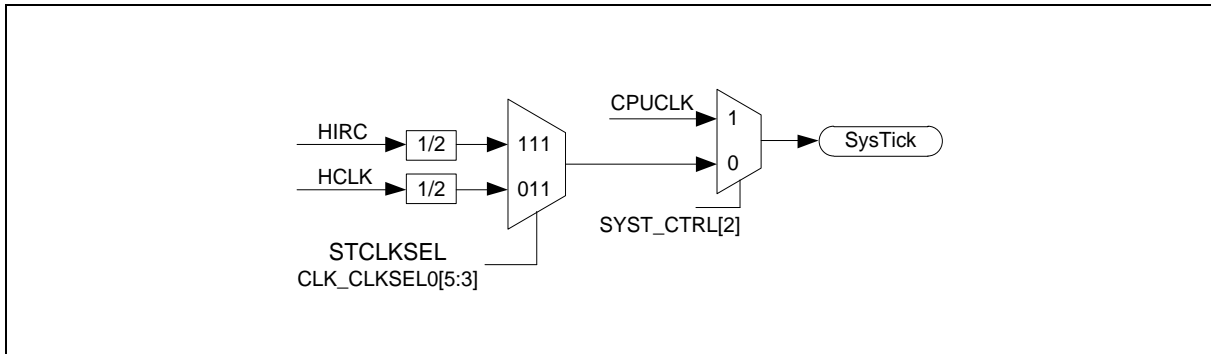 CPUCLK
1
SysTick
HIRC
1/2
111
0
HCLK
1/2
011
SYST_CTRL[2]
STCLKSEL
CLK_CLKSEL0[5:3]